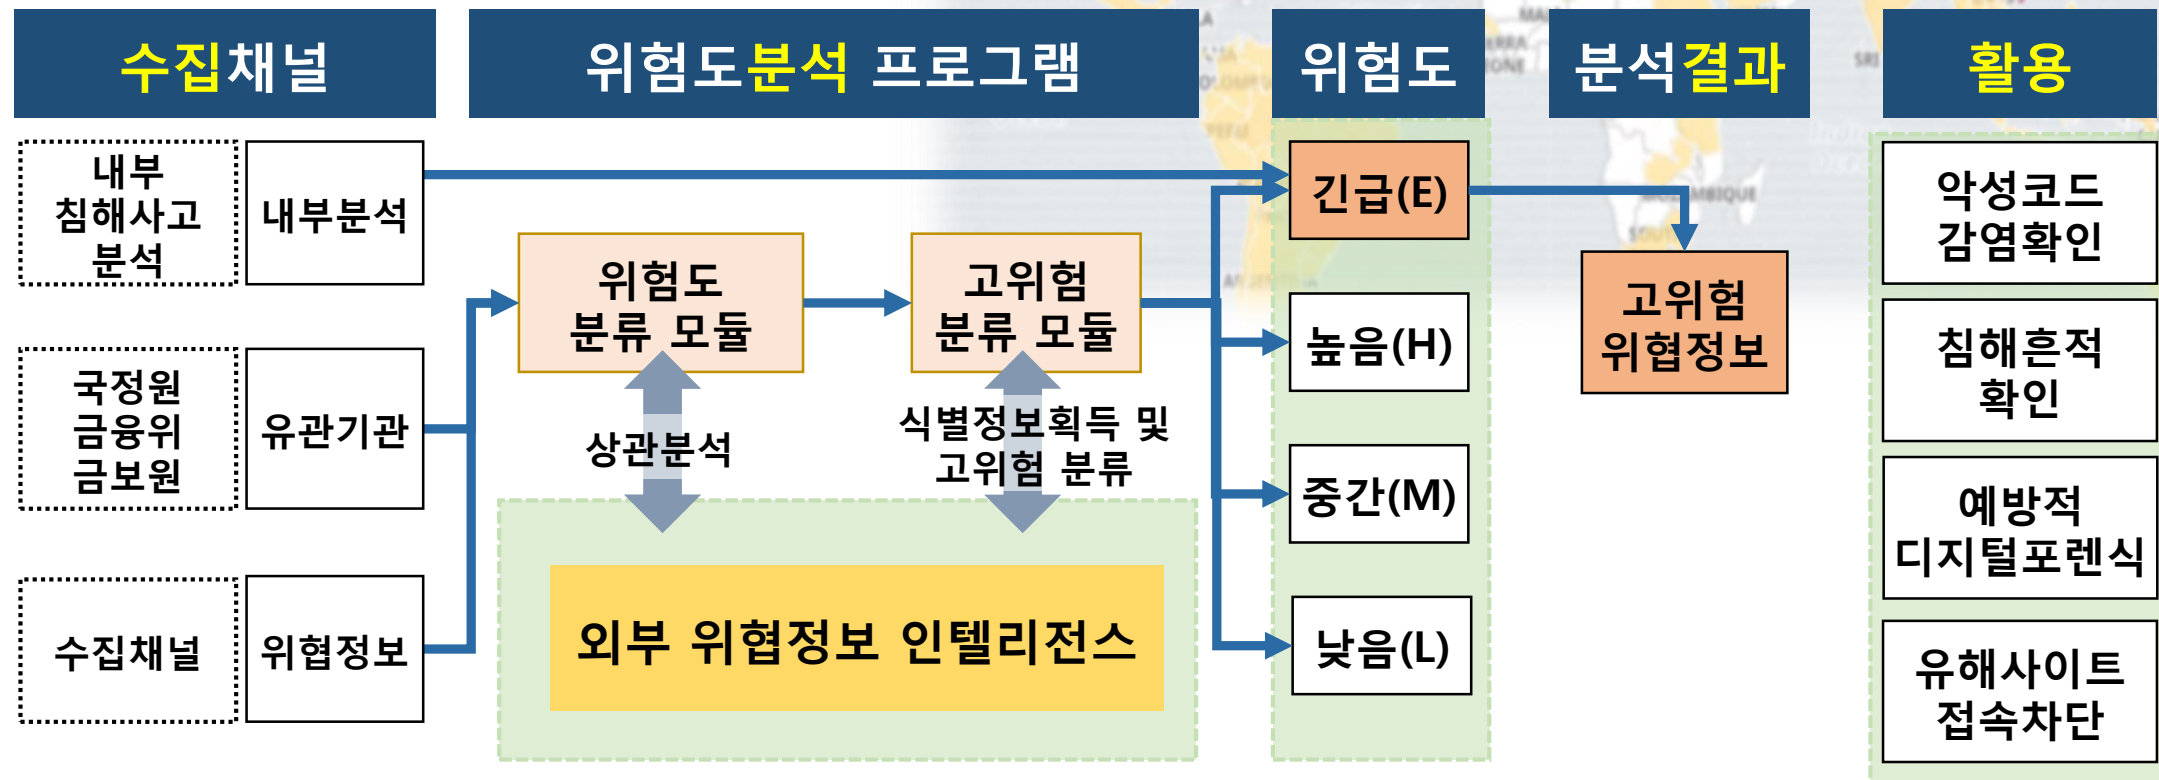 수집채널
위험도분석 프로그램
위험도
분석결과
활용
내부
침해사고
분석
내부분석
국정원
금융위
금보원
유관기관
수집채널
위협정보
위험도
분류 모듈
고위험
분류 모듈
상관분석
식별정보획득 및
고위험 분류
외부 위협정보 인텔리전스
긴급(E)
높음(H)
중간(M)
낮음(L)
고위험
위협정보
악성코드
감염확인
침해흔적
확인
예방적
디지털포렌식
유해사이트
접속차단
SRI